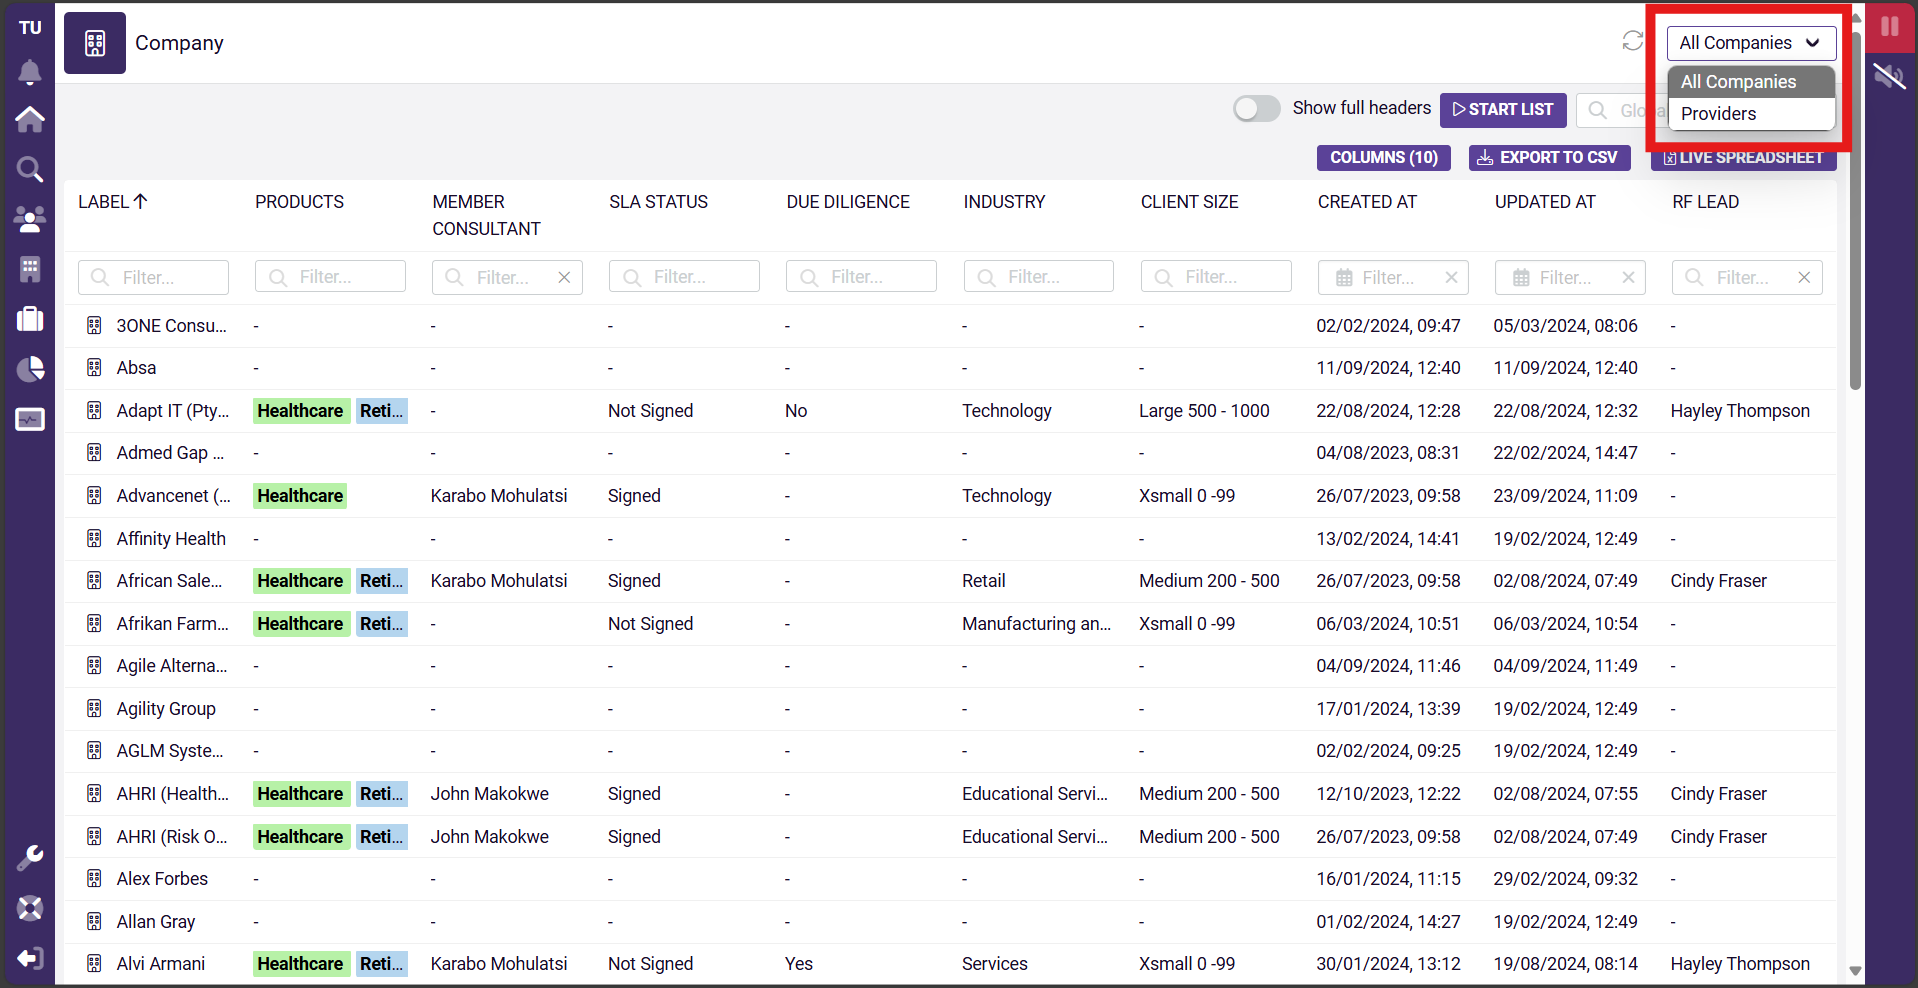 TU
Company
All Companies
All Companies
Providers
Show full headers
START LIST
COLUMNS (10)
EXPORT TO CSV
LIVE SPREADSHEET
LABEL PRODUCTS MEMBER CONSULTANT SLA STATUS DUE DILIGENCE INDUSTRY CLIENT SIZE CREATED AT UPDATED AT RF LEAD
Filter... Filter... Filter... Filter... Filter... Filter... Filter... Filter... Filter... Filter...
3ONE Consu... - - - - - - 02/02/2024, 09:47 05/03/2024, 08:06 -
Absa - - - - - - 11/09/2024, 12:40 11/09/2024, 12:40 -
Adapt IT (Pty... Healthcare Reti... - Not Signed No Technology Large 500 - 1000 22/08/2024, 12:28 22/08/2024, 12:32 Hayley Thompson
Admed Gap ... - - - - - - 04/08/2023, 08:31 22/02/2024, 14:47 -
Advancenet (... Healthcare Karabo Mohulatsi Signed - Technology Xsmall 0 -99 26/07/2023, 09:58 23/09/2024, 11:09 -
Affinity Health - - - - - - 13/02/2024, 14:41 19/02/2024, 12:49 -
African Sale... Healthcare Reti... Karabo Mohulatsi Signed - Retail Medium 200 - 500 26/07/2023, 09:58 02/08/2024, 07:49 Cindy Fraser
Afrikan Farm... Healthcare Reti... - Not Signed - Manufacturing an... Xsmall 0 -99 06/03/2024, 10:51 06/03/2024, 10:54 -
Agile Alterna... - - - - - - 04/09/2024, 11:46 04/09/2024, 11:49 -
Agility Group - - - - - - 17/01/2024, 13:39 19/02/2024, 12:49 -
AGLM Syste... - - - - - - 02/02/2024, 09:25 19/02/2024, 12:49 -
AHRI (Health... Healthcare Reti... John Makokwe Signed - Educational Servi... Medium 200 - 500 12/10/2023, 12:22 02/08/2024, 07:55 Cindy Fraser
AHRI (Risk O... Healthcare Reti... John Makokwe Signed - Educational Servi... Medium 200 - 500 26/07/2023, 09:58 02/08/2024, 07:49 Cindy Fraser
Alex Forbes - - - - - - 16/01/2024, 11:15 29/02/2024, 09:32 -
Allan Gray - - - - - - 01/02/2024, 14:27 19/02/2024, 12:49 -
Alvi Armani Healthcare Reti... Karabo Mohulatsi Not Signed Yes Services Xsmall 0 -99 30/01/2024, 13:12 19/08/2024, 08:14 Hayley Thompson